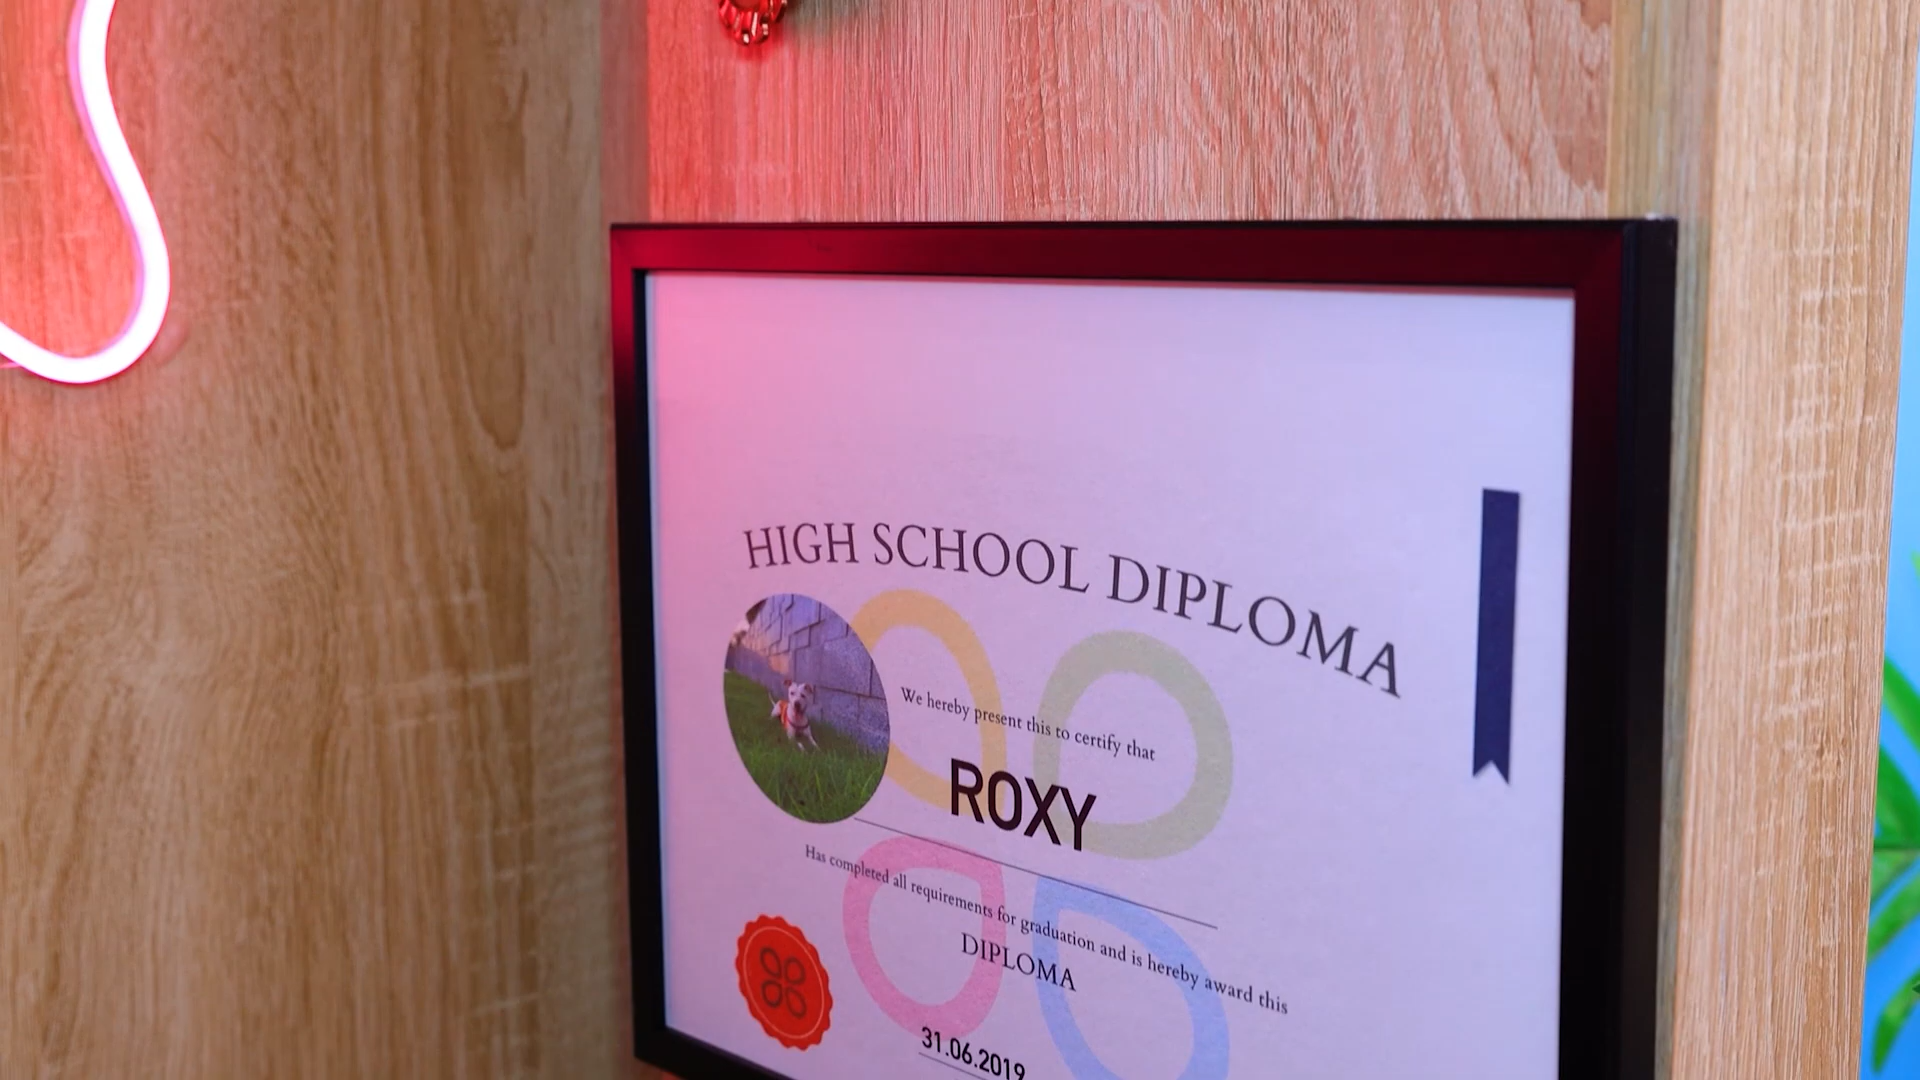 HIGH SCHOOL DIPLOMA
We hereby present this to certify that
ROXY
Has completed all requirements for graduation and is hereby award this
DIPLOMA
31.06.2019